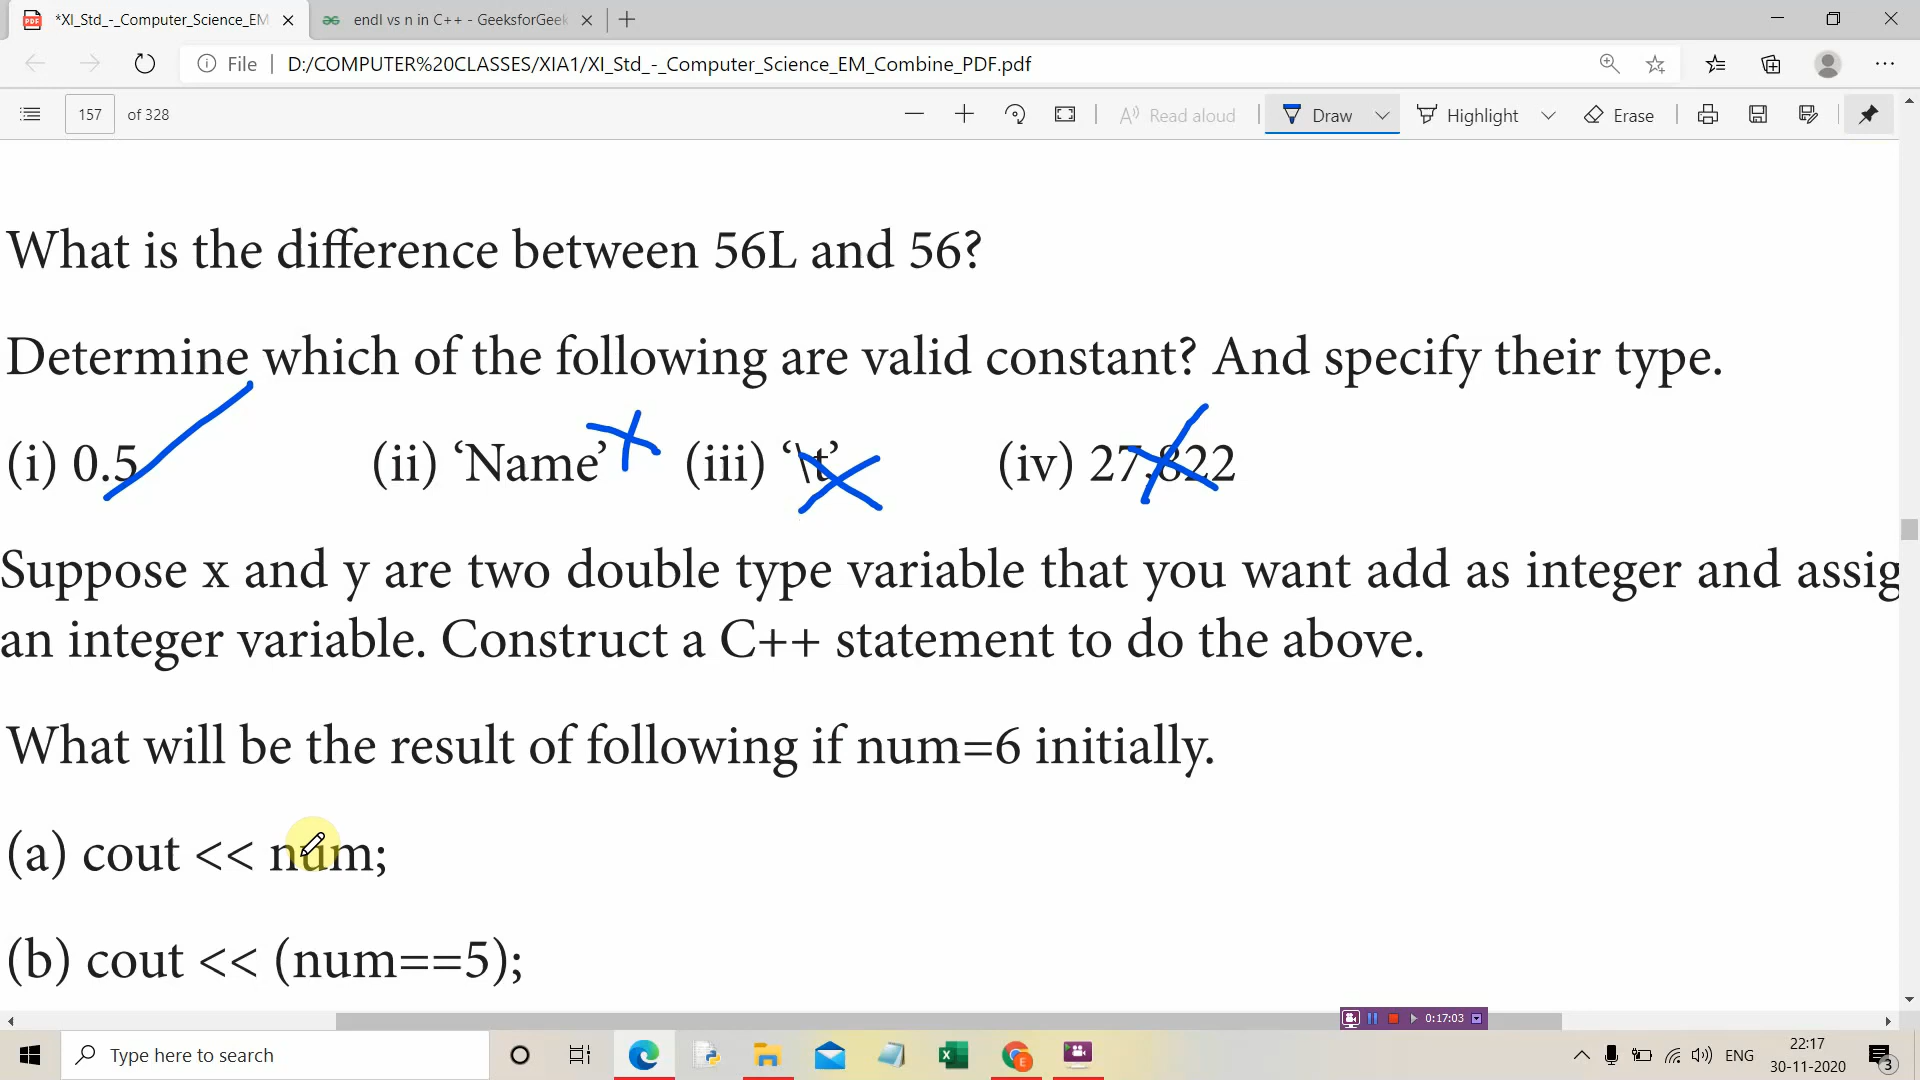 *XI_Std_-_Computer_Science_EM
endl vs n in C++ - GeeksforGeek
File
D:/COMPUTER%20CLASSES/XIA1/XI_Std_-_Computer_Science_EM_Combine_PDF.pdf
157 of 328
Read aloud
Draw
Highlight
Erase
What is the difference between 56L and 56?
Determine which of the following are valid constant? And specify their type.
(i) 0.5 (ii) ‘Name’ (iii) ‘\t’ (iv) 27,822
Suppose x and y are two double type variable that you want add as integer and assig
an integer variable. Construct a C++ statement to do the above.
What will be the result of following if num=6 initially.
(a) cout << num;
(b) cout << (num==5);
0:17:03
Type here to search
ENG
22:17
30-11-2020
3